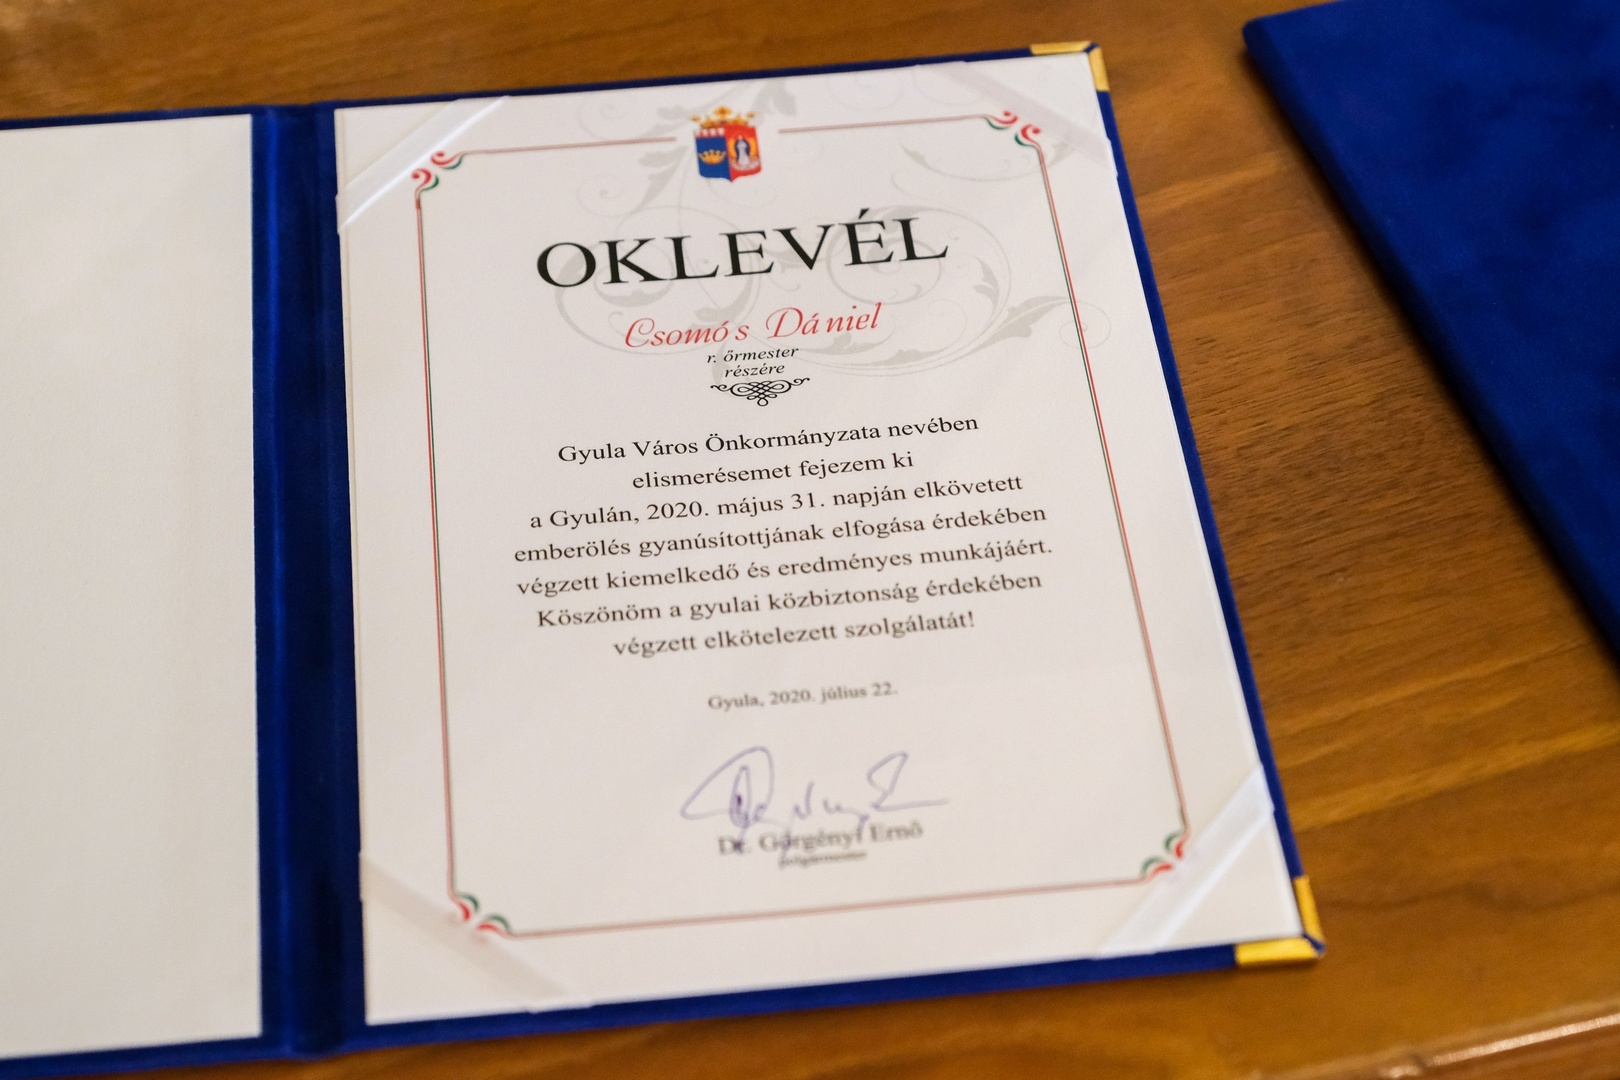 OKLEVÉL
Csomós Dániel
r. őrmester
részére
Gyula Város Önkormányzata nevében
elismerésemet fejezem ki
a Gyulán, 2020. május 31. napján elkövetett
emberölés gyanúsítottjának elfogása érdekében
végzett kiemelkedő és eredményes munkájáért.
Köszönöm a gyulai közbiztonság érdekében
végzett elkötelezett szolgálatát!
Gyula, 2020. július 22.
Dr. Görgényi Ernő
polgármester